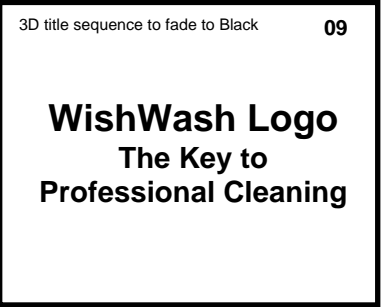 3D title sequence to fade to Black 09
WishWash Logo
The Key to
Professional Cleaning